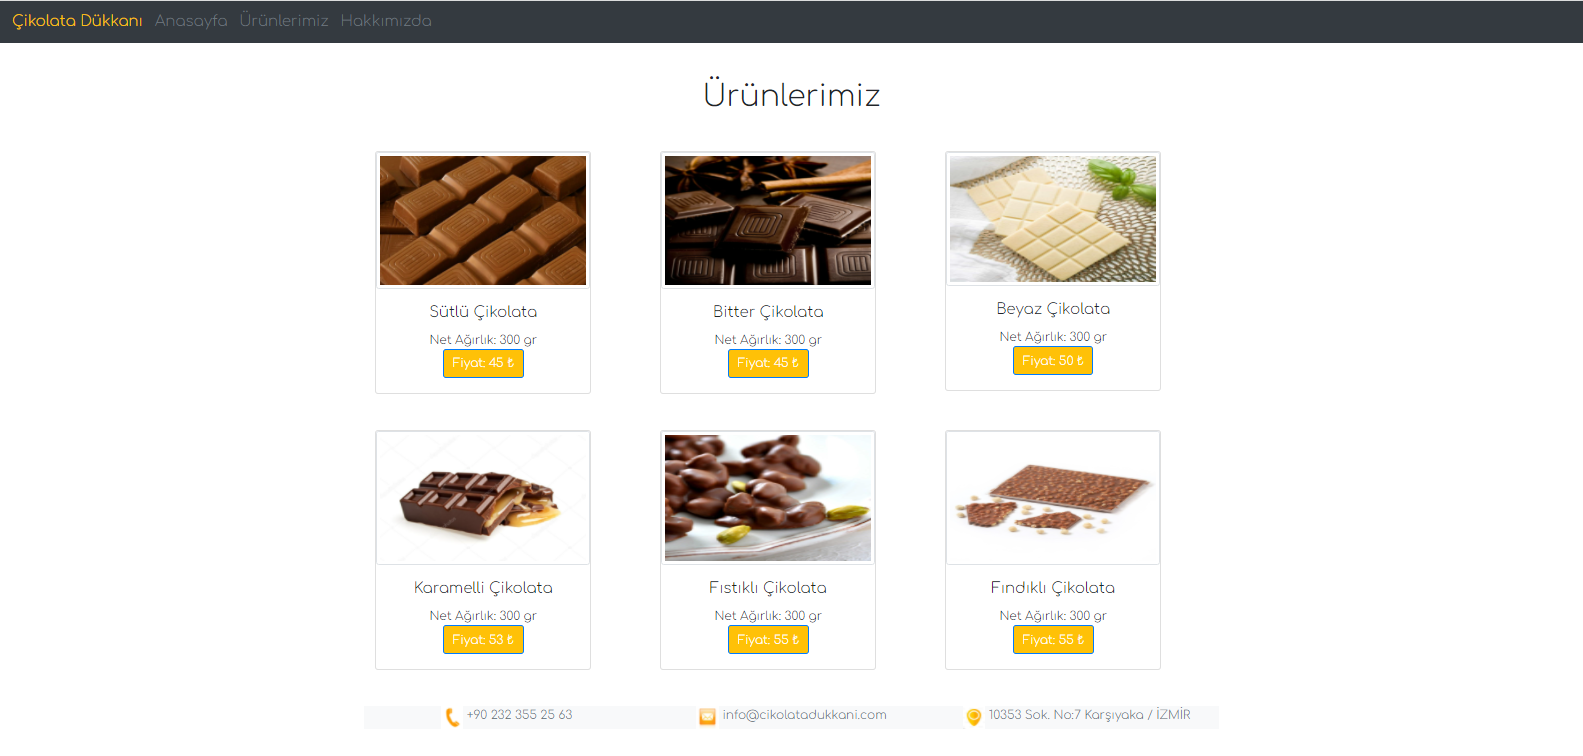 Çikolata Dükkanı Anasayfa Ürünlerimiz Hakkımızda
Ürünlerimiz
Sütlü Çikolata
Net Ağırlık: 300 gr
Fiyat: 45 ₺
Bitter Çikolata
Net Ağırlık: 300 gr
Fiyat: 45 ₺
Beyaz Çikolata
Net Ağırlık: 300 gr
Fiyat: 50 ₺
Karamelli Çikolata
Net Ağırlık: 300 gr
Fiyat: 53 ₺
Fıstıklı Çikolata
Net Ağırlık: 300 gr
Fiyat: 55 ₺
Fındıklı Çikolata
Net Ağırlık: 300 gr
Fiyat: 55 ₺
+90 232 355 25 63
info@cikolatadukkani.com
10353 Sok. No:7 Karşıyaka / İZMİR